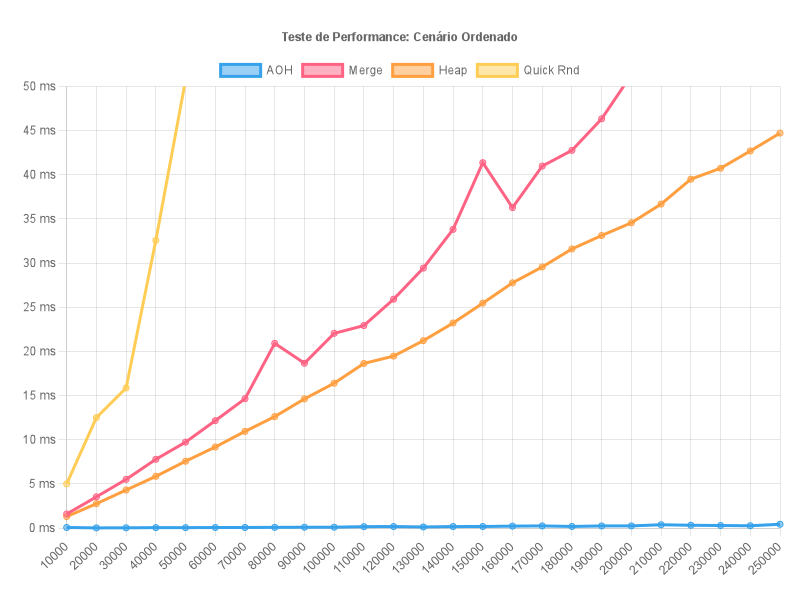 Teste de Performance: Cenário Ordenado
AOH Merge Heap Quick Rnd
50 ms
45 ms
40 ms
35 ms
30 ms
25 ms
20 ms
15 ms
10 ms
5 ms
0 ms
10000 20000 30000 40000 50000 60000 70000 80000 90000 100000 110000 120000 130000 140000 150000 160000 170000 180000 190000 200000 210000 220000 230000 240000 250000